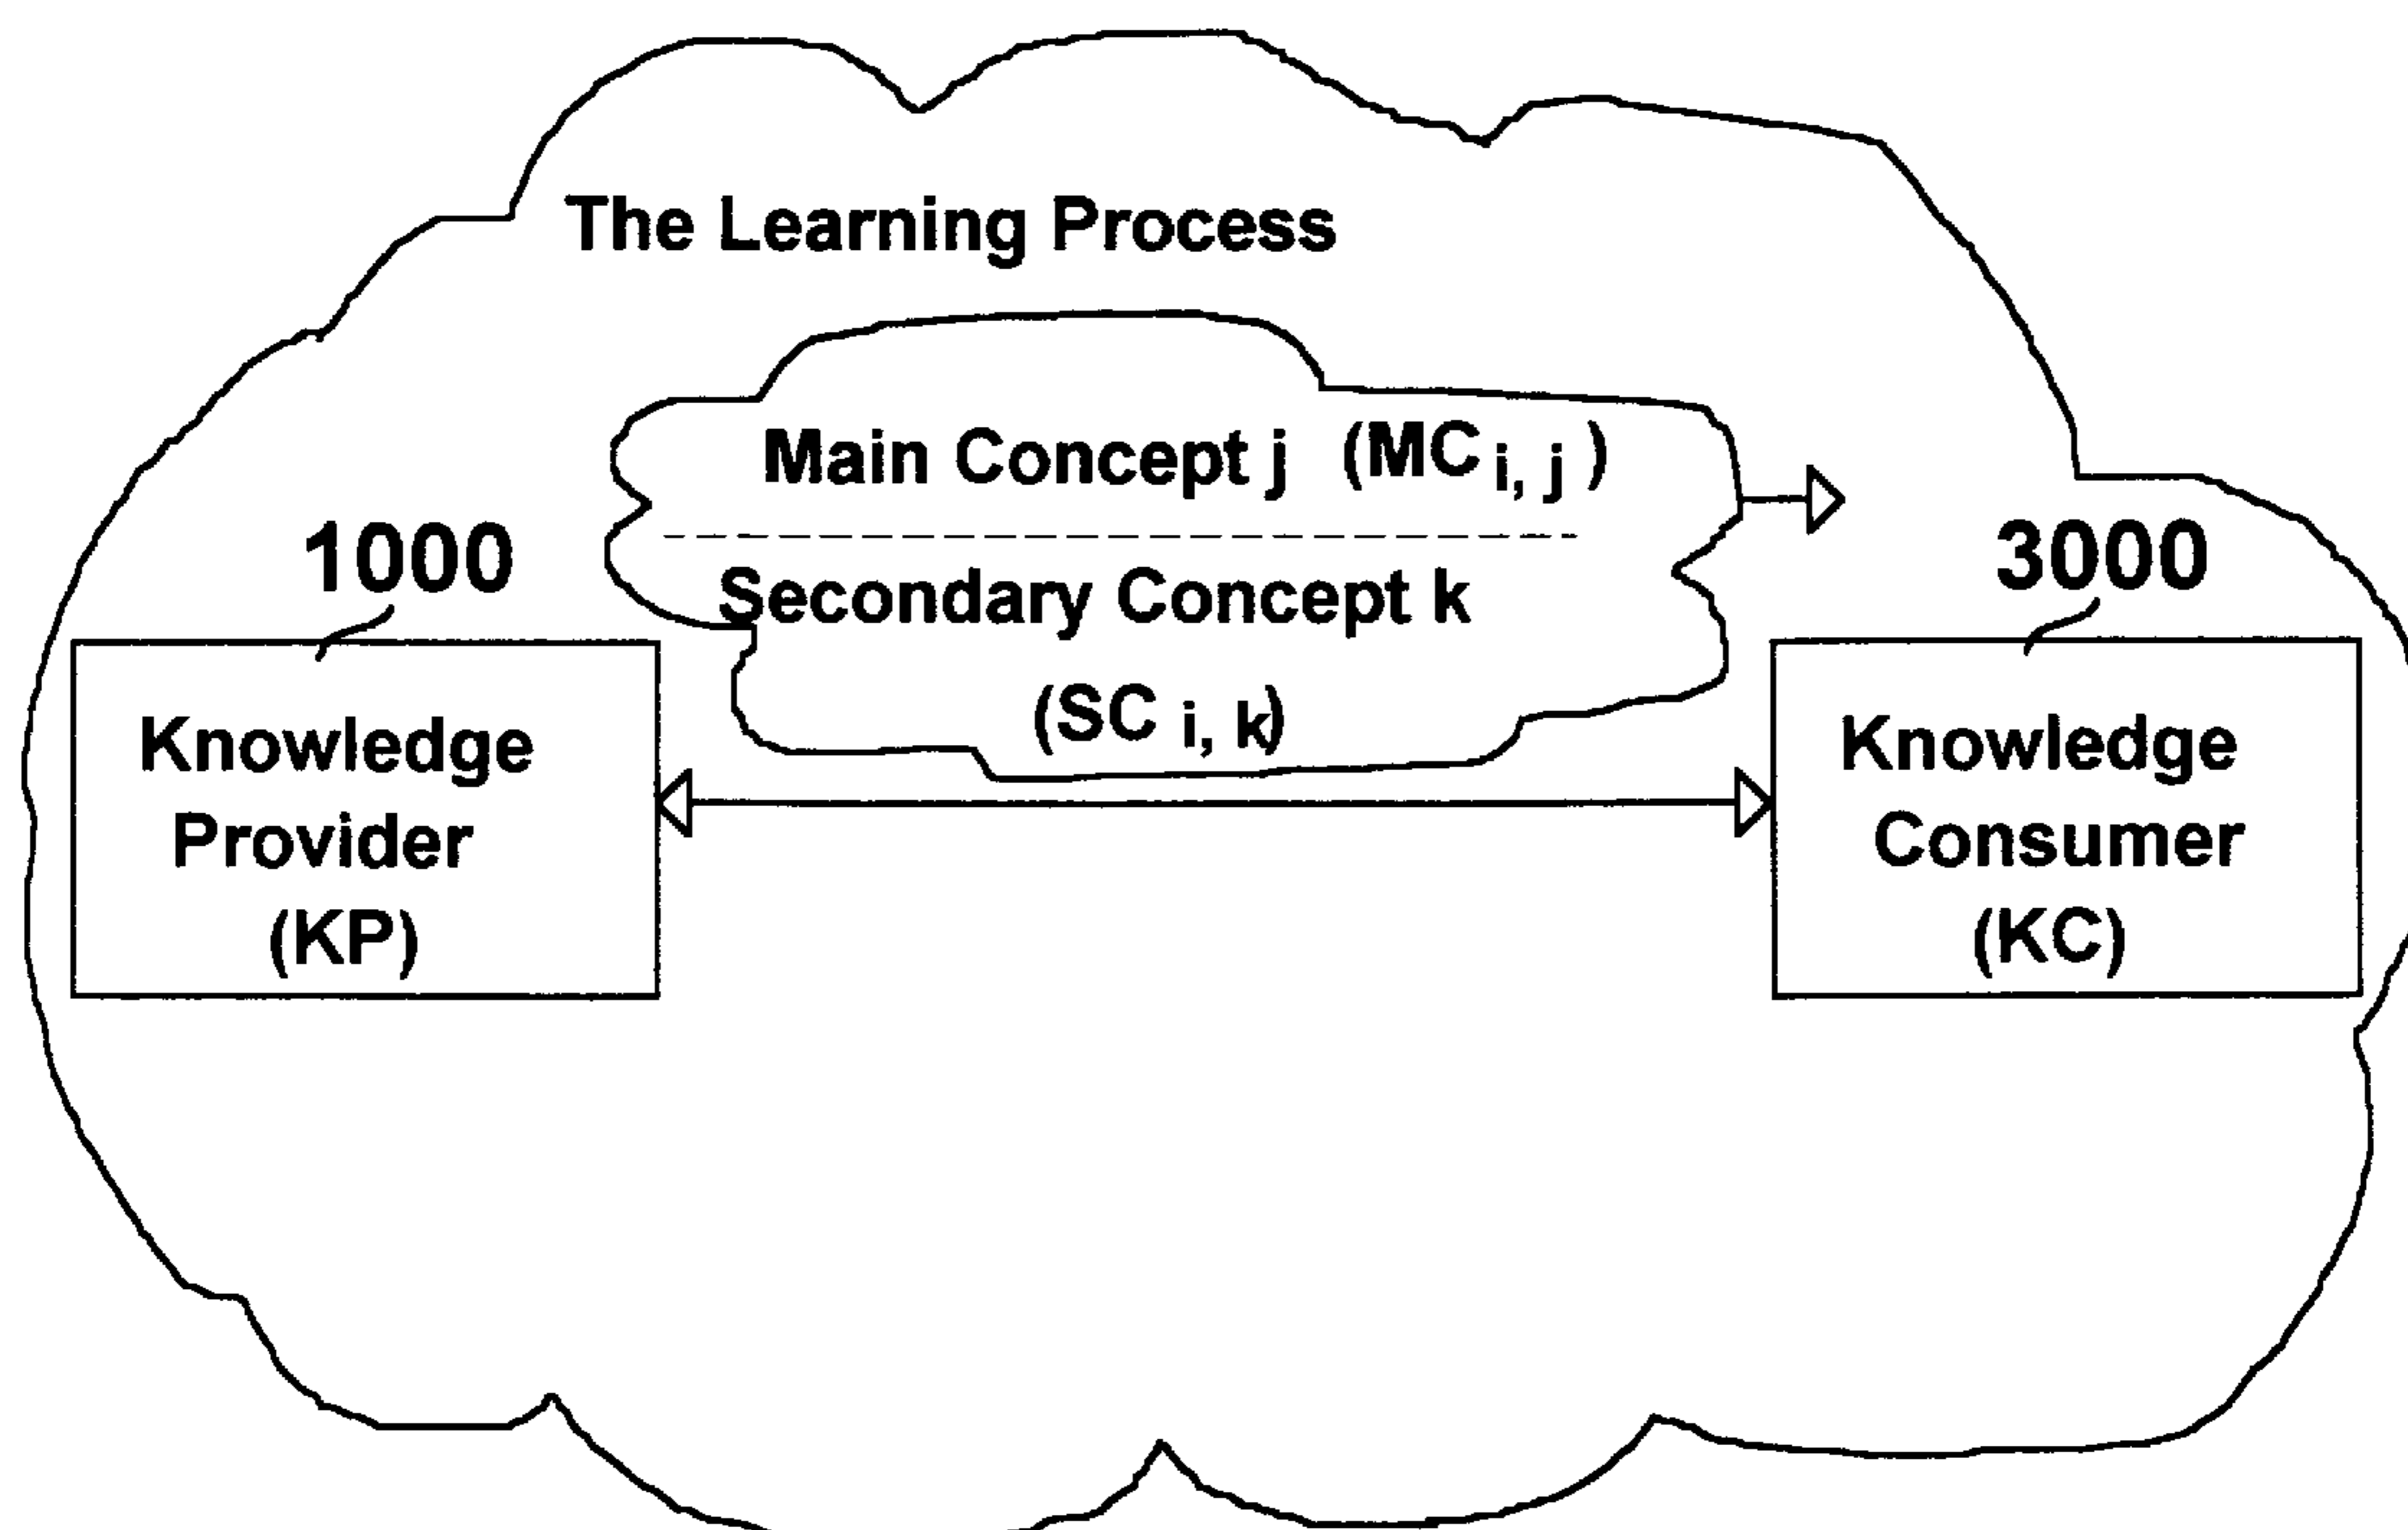 The Learning Process
Main Concept j (MC i, j )
1000
Secondary Concept k
3000
(SC i, k)
Knowledge
Provider
(KP)
Knowledge
Consumer
(KC)